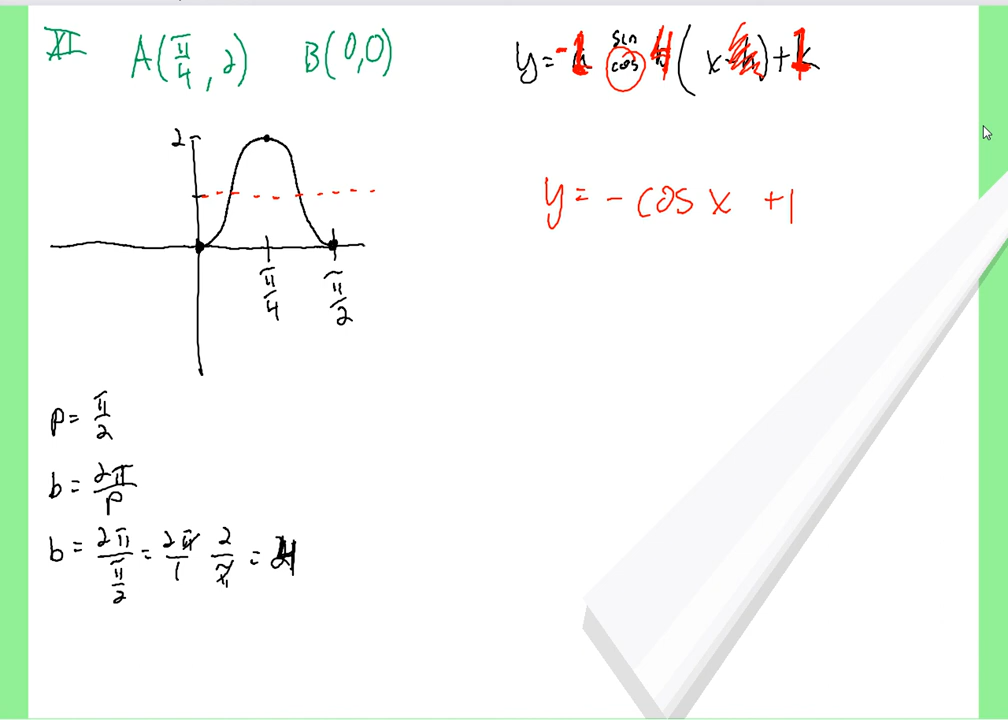 XI A(π/4, 2) B(0,0)
y = -1 sin cos 4(x ) + 1
y = - cos x + 1
2
π/4 π/2
p = π/2
b = 2π/p
b = 2π/(π/2) = 2π/1 2/π = 4